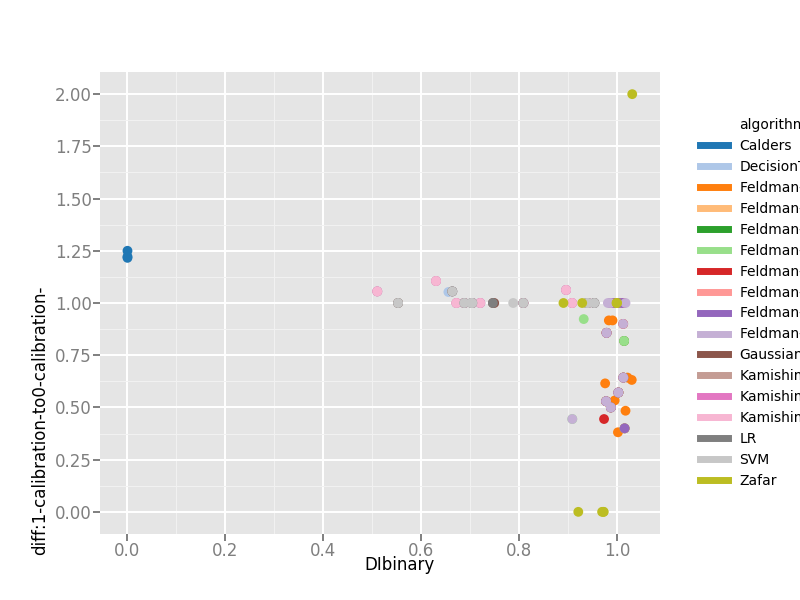 2.00
1.75
1.50
1.25
1.00
0.75
0.50
0.25
0.00
diff:1-calibration-to0-calibration-
0.0 0.2 0.4 0.6 0.8 1.0
DIbinary
algorithm
Calders
Decision
Feldman
Feldman
Feldman
Feldman
Feldman
Feldman
Feldman
Feldman
Gaussian
Kamishin
Kamishin
Kamishin
LR
SVM
Zafar